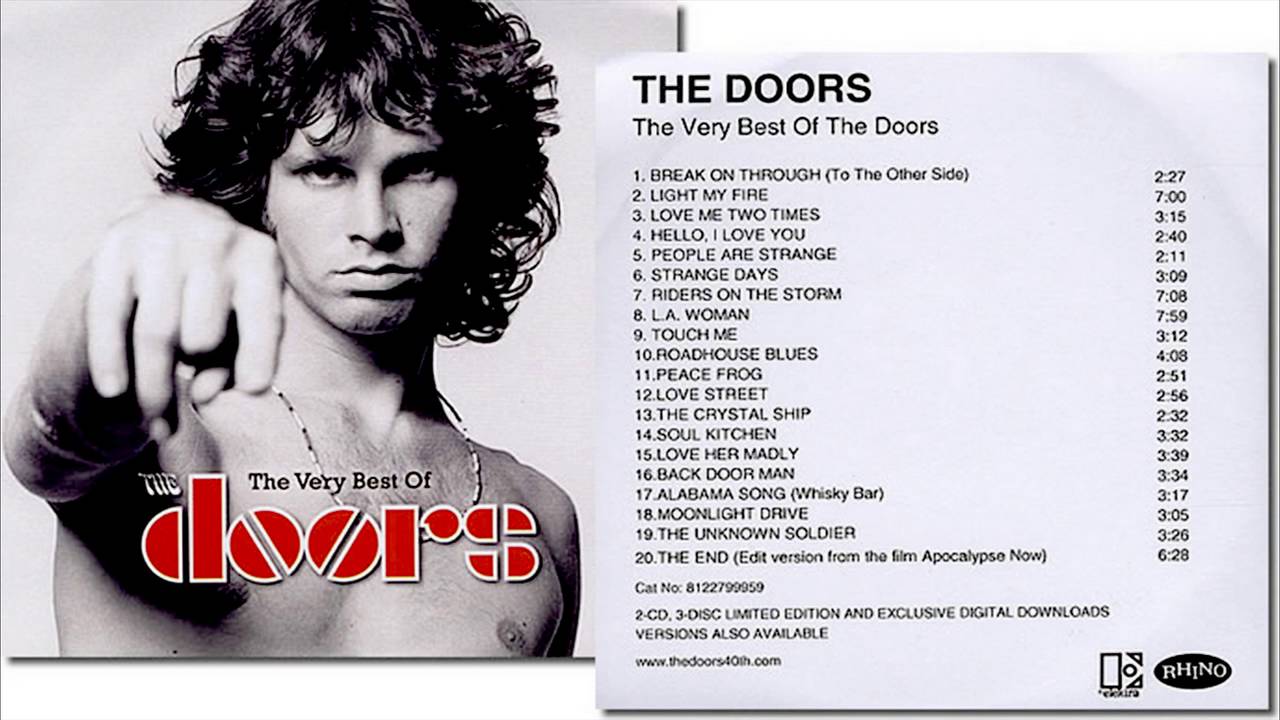 THE
The Very Best Of
doors
THE DOORS
The Very Best Of The Doors
1. BREAK ON THROUGH (To The Other Side) 2:27
2. LIGHT MY FIRE 7:00
3. LOVE ME TWO TIMES 3:15
4. HELLO, I LOVE YOU 2:40
5. PEOPLE ARE STRANGE 2:11
6. STRANGE DAYS 3:09
7. RIDERS ON THE STORM 7:08
8. L.A. WOMAN 7:59
9. TOUCH ME 3:12
10.ROADHOUSE BLUES 4:08
11.PEACE FROG 2:51
12.LOVE STREET 2:56
13.THE CRYSTAL SHIP 2:32
14.SOUL KITCHEN 3:32
15.LOVE HER MADLY 3:39
16.BACK DOOR MAN 3:34
17.ALABAMA SONG (Whisky Bar) 3:17
18.MOONLIGHT DRIVE 3:05
19.THE UNKNOWN SOLDIER 3:26
20.THE END (Edit version from the film Apocalypse Now) 6:28
Cat No: 8122799959
2-CD, 3-DISC LIMITED EDITION AND EXCLUSIVE DIGITAL DOWNLOADS
VERSIONS ALSO AVAILABLE
www.thedoors40th.com
elektra
RHINO